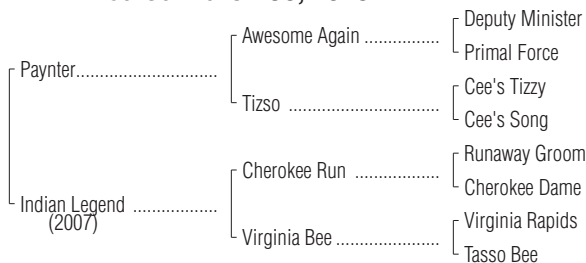 Deputy Minister
Awesome Again ..................
Primal Force
Paynter..................................
Cee's Tizzy
Tizso ....................................
Cee's Song
Runaway Groom
Cherokee Run .....................
Cherokee Dame
Indian Legend .....................
(2007)
Virginia Rapids
Virginia Bee.........................
Tasso Bee